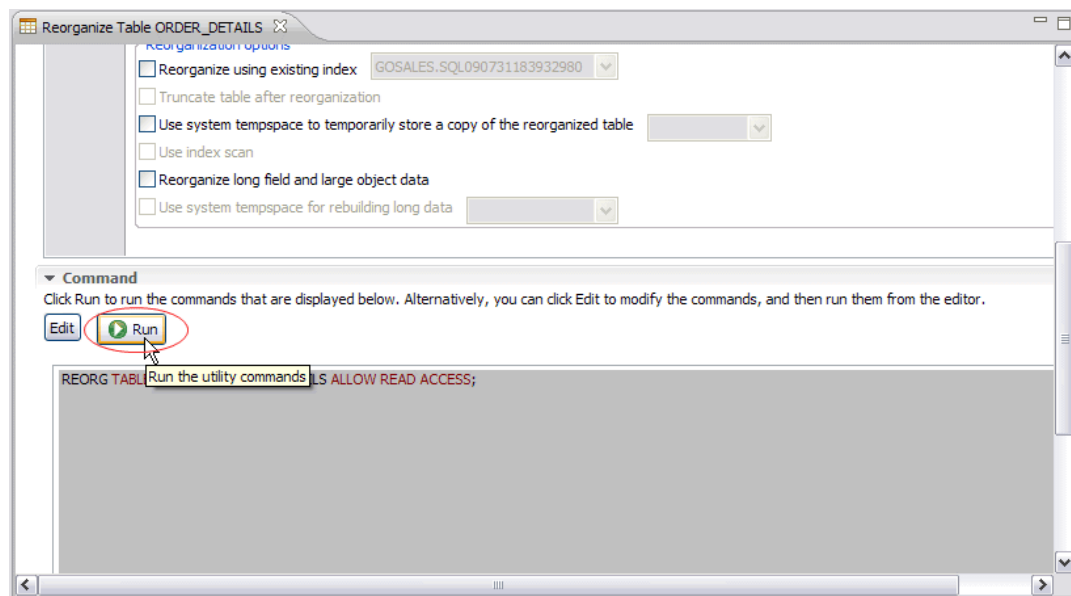 Reorganize Table ORDER_DETAILS
Reorganization options
Reorganize using existing index GOSALES.SQL090731183932980
Truncate table after reorganization
Use system tempspace to temporarily store a copy of the reorganized table
Use index scan
Reorganize long field and large object data
Use system tempspace for rebuilding long data
Command
Click Run to run the commands that are displayed below. Alternatively, you can click Edit to modify the commands, and then run them from the editor.
Edit Run
Run the utility commands
REORG TABL LS ALLOW READ ACCESS;